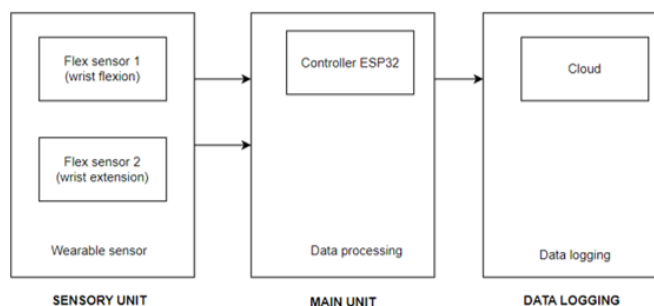 Flex sensor 1
(wrist flexion)
Flex sensor 2
(wrist extension)
Wearable sensor
SENSORY UNIT
Controller ESP32
Data processing
MAIN UNIT
Cloud
Data logging
DATA LOGGING